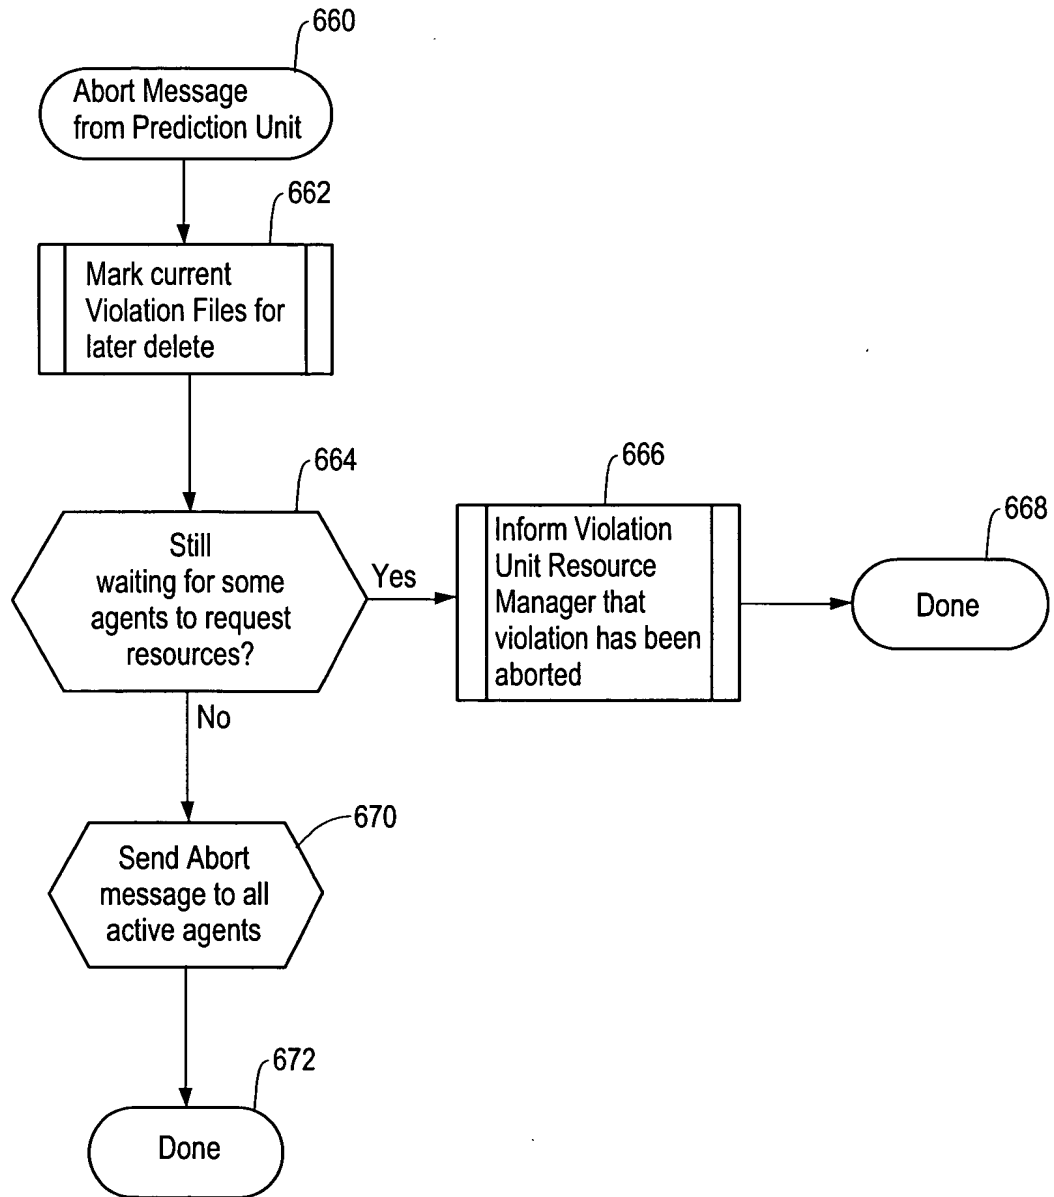 660
Abort Message
from Prediction Unit
662
Mark current
Violation Files for
later delete
664
Still
waiting for some
agents to request
resources?
Yes
666
Inform Violation
Unit Resource
Manager that
violation has been
aborted
668
Done
No
670
Send Abort
message to all
active agents
672
Done